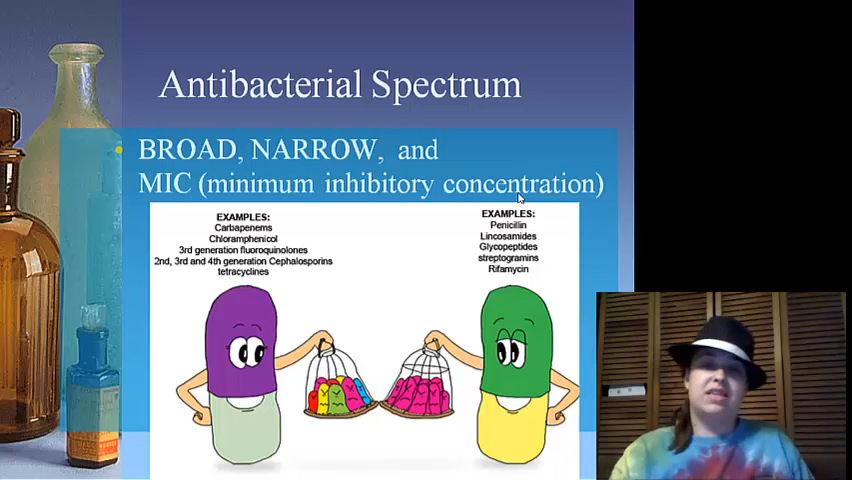 Antibacterial Spectrum
BROAD, NARROW, and
MIC (minimum inhibitory concentration)
EXAMPLES:
Carbapenems
Chloramphenicol
3rd generation fluoroquinolones
2nd, 3rd and 4th generation Cephalosporins
tetracyclines
EXAMPLES:
Penicillin
Lincosamides
Glycopeptides
streptogramins
Rifamycin